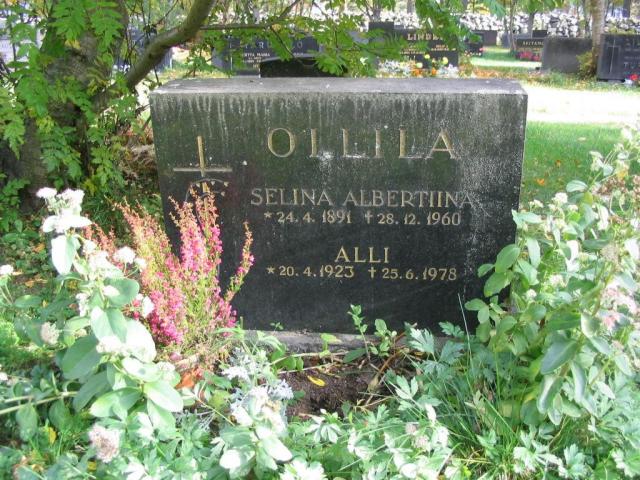 OLLILA
SELINA ALBERTIINA
*24.4.1891 †28.12.1960
ALLI
*20.4.1923 †25.6.1978